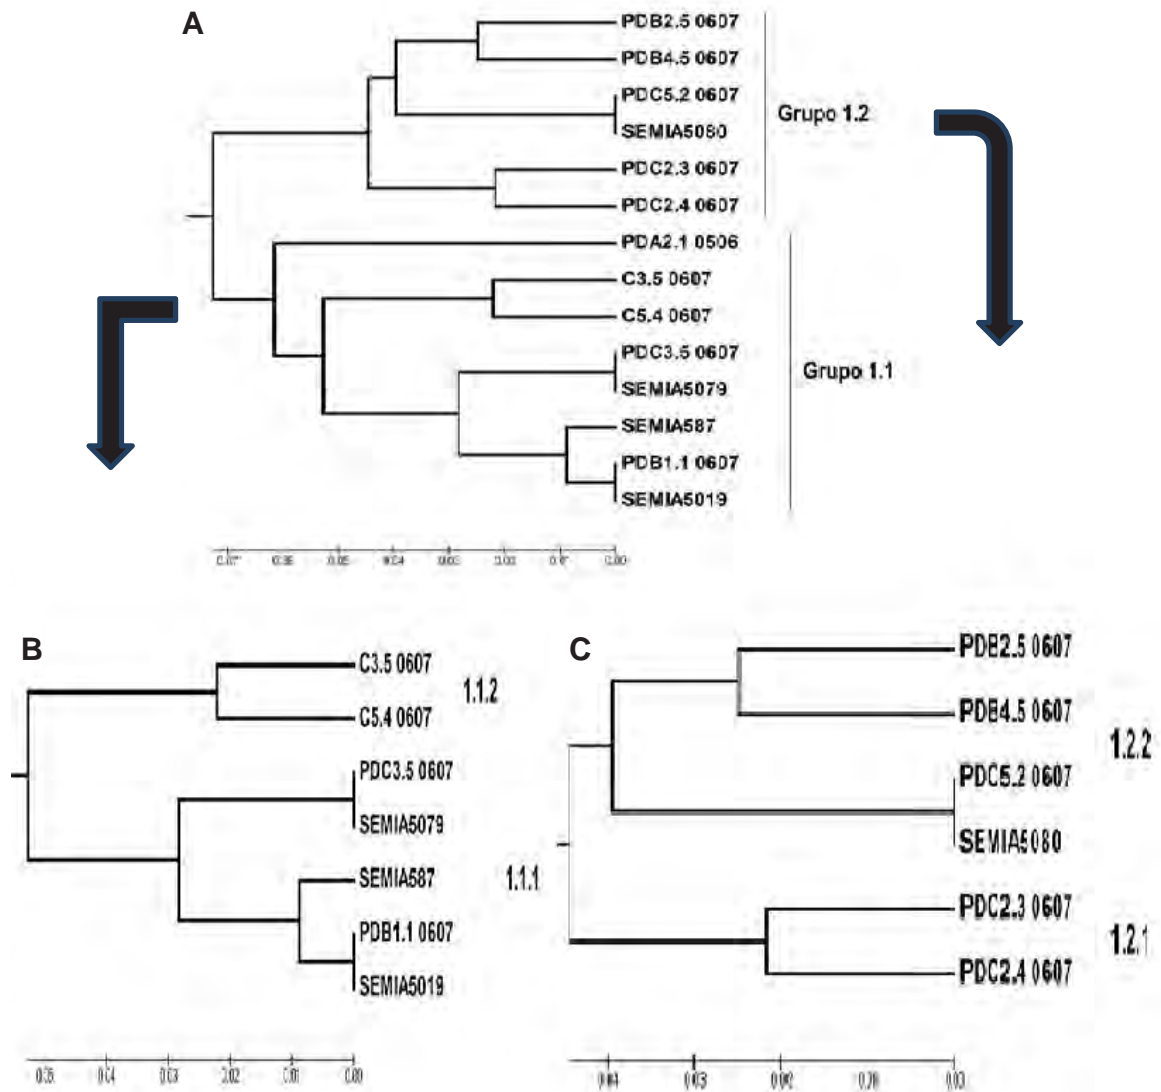 A
PDB2.5 0607
PDB4.5 0607
PDC5.2 0607
Grupo 1.2
SEMIA5080
PDC2.3 0607
PDC2.4 0607
PDA2.1 0506
C3.5 0607
C5.4 0607
PDC3.5 0607
Grupo 1.1
SEMIA5079
SEMIA587
PDB1.1 0607
SEMIA5019
B
C3.5 0607
1.1.2
C5.4 0607
PDC3.5 0607
SEMIA5079
SEMIA587
1.1.1
PDB1.1 0607
SEMIA5019
0.02
0.00
C
PDB2.5 0607
PDB4.5 0607
1.2.2
PDC5.2 0607
SEMIA5080
PDC2.3 0607
1.2.1
PDC2.4 0607
0.00